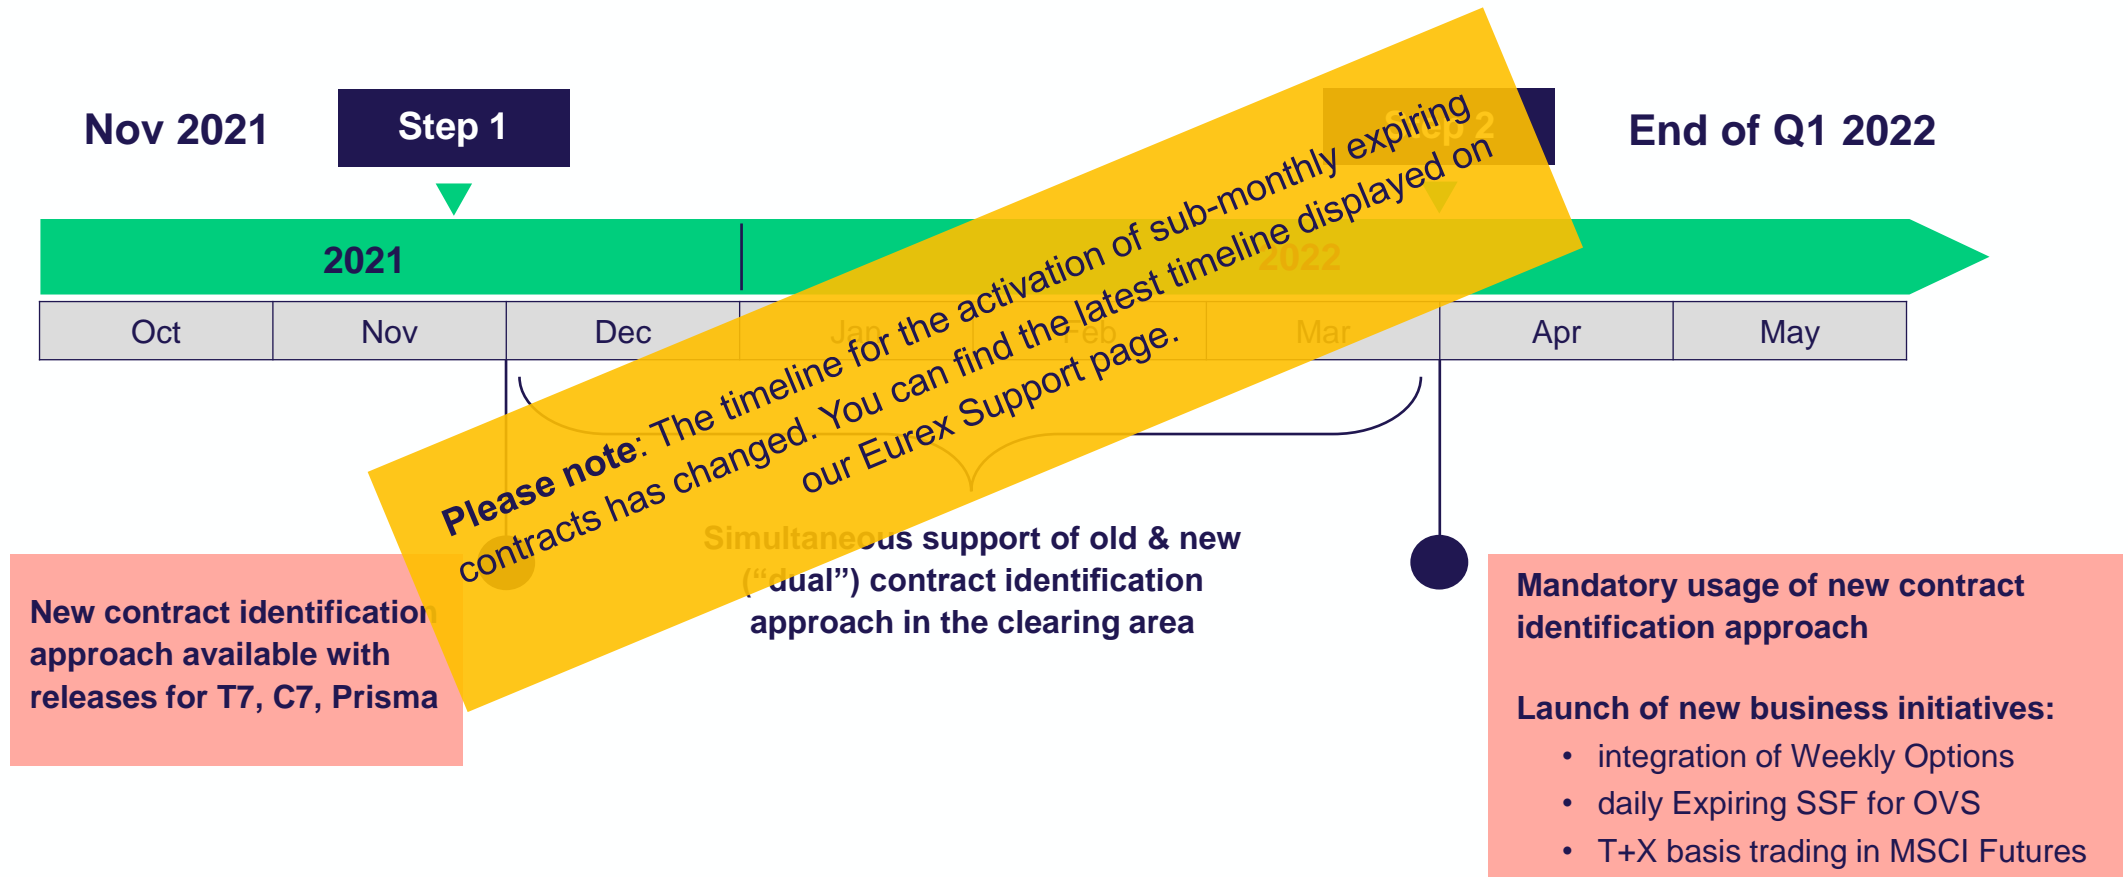 Nov 2021
Step 1
Step 2
End of Q1 2022
2021
2022
Oct
Nov
Dec
Jan
Feb
Mar
Apr
May
Please note: The timeline for the activation of sub-monthly expiring
contracts has changed. You can find the latest timeline displayed on
our Eurex Support page.
Simultaneous support of old & new
(“dual”) contract identification
approach in the clearing area
New contract identification
approach available with
releases for T7, C7, Prisma
Mandatory usage of new contract
identification approach
Launch of new business initiatives:
• integration of Weekly Options
• daily Expiring SSF for OVS
• T+X basis trading in MSCI Futures